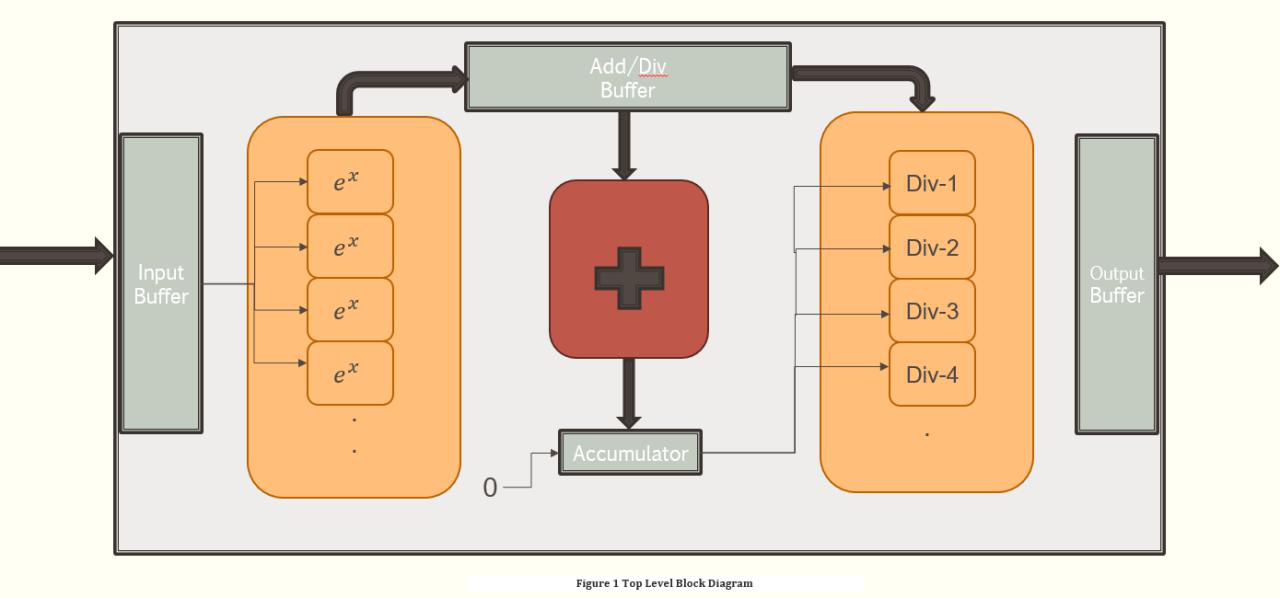 Add/Div
Buffer
Input
Buffer
e^x
e^x
e^x
e^x
.
.
0
Accumulator
Div-1
Div-2
Div-3
Div-4
.
Output
Buffer
Figure 1 Top Level Block Diagram